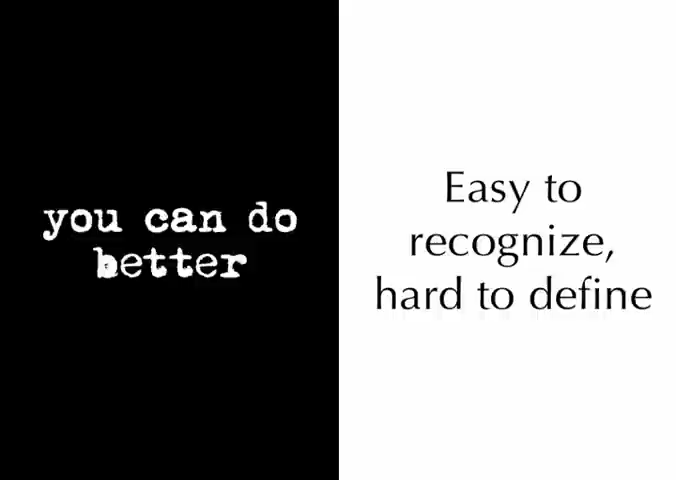 you can do
better
Easy to
recognize,
hard to define